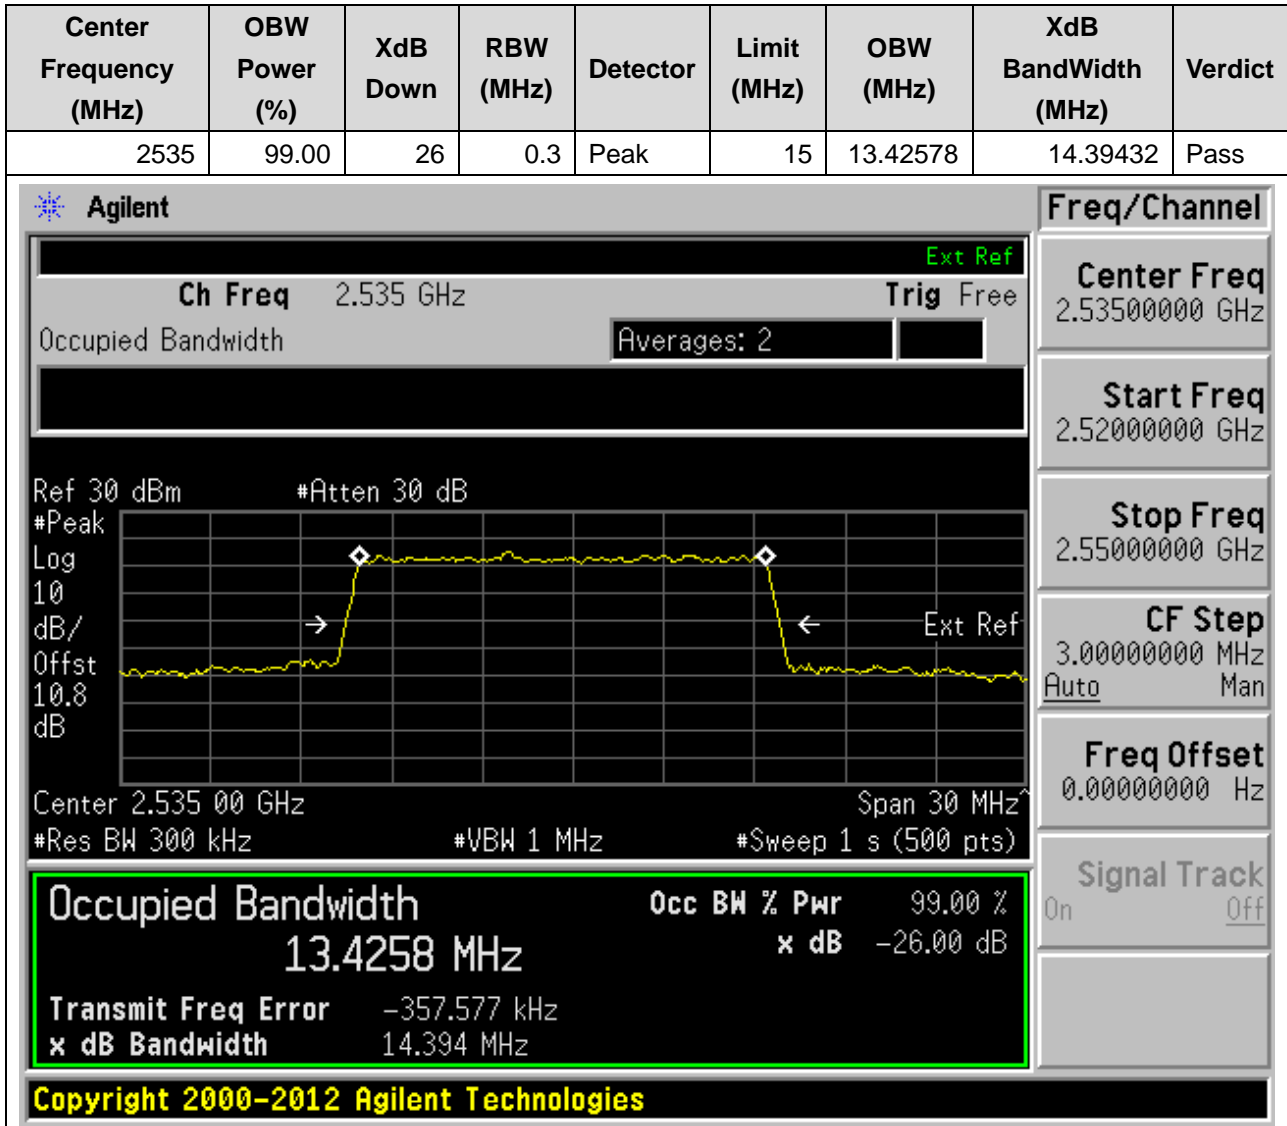 Center Frequency (MHz) OBW Power (%) XdB Down RBW (MHz) Detector Limit (MHz) OBW (MHz) XdB BandWidth (MHz) Verdict
2535 99.00 26 0.3 Peak 15 13.42578 14.39432 Pass
Agilent
Freq/Channel
Ext Ref
Ch Freq 2.535 GHz Trig Free
Occupied Bandwidth Averages: 2
Center Freq
2.53500000 GHz
Start Freq
2.52000000 GHz
Stop Freq
2.55000000 GHz
CF Step
3.00000000 MHz
Auto Man
Freq Offset
0.00000000 Hz
Signal Track
On Off
Ref 30 dBm #Atten 30 dB
#Peak
Log
10
dB/
Offst
10.8
dB
→ ← Ext Ref
Center 2.535 00 GHz Span 30 MHz^
#Res BW 300 kHz #VBW 1 MHz #Sweep 1 s (500 pts)
Occupied Bandwidth Occ BW % Pwr 99.00 %
13.4258 MHz x dB -26.00 dB
Transmit Freq Error -357.577 kHz
x dB Bandwidth 14.394 MHz
Copyright 2000-2012 Agilent Technologies